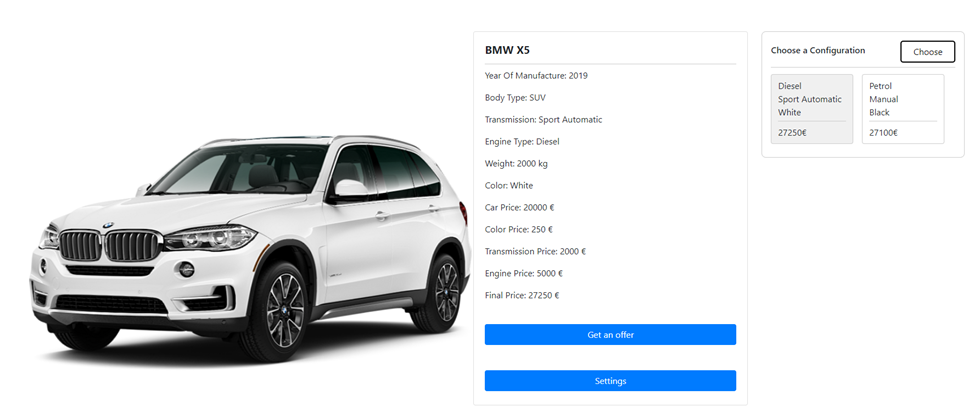 BMW X5
Year Of Manufacture: 2019
Body Type: SUV
Transmission: Sport Automatic
Engine Type: Diesel
Weight: 2000 kg
Color: White
Car Price: 20000 €
Color Price: 250 €
Transmission Price: 2000 €
Engine Price: 5000 €
Final Price: 27250 €
Get an offer
Settings
Choose a Configuration
Choose
Diesel
Sport Automatic
White
27250€
Petrol
Manual
Black
27100€